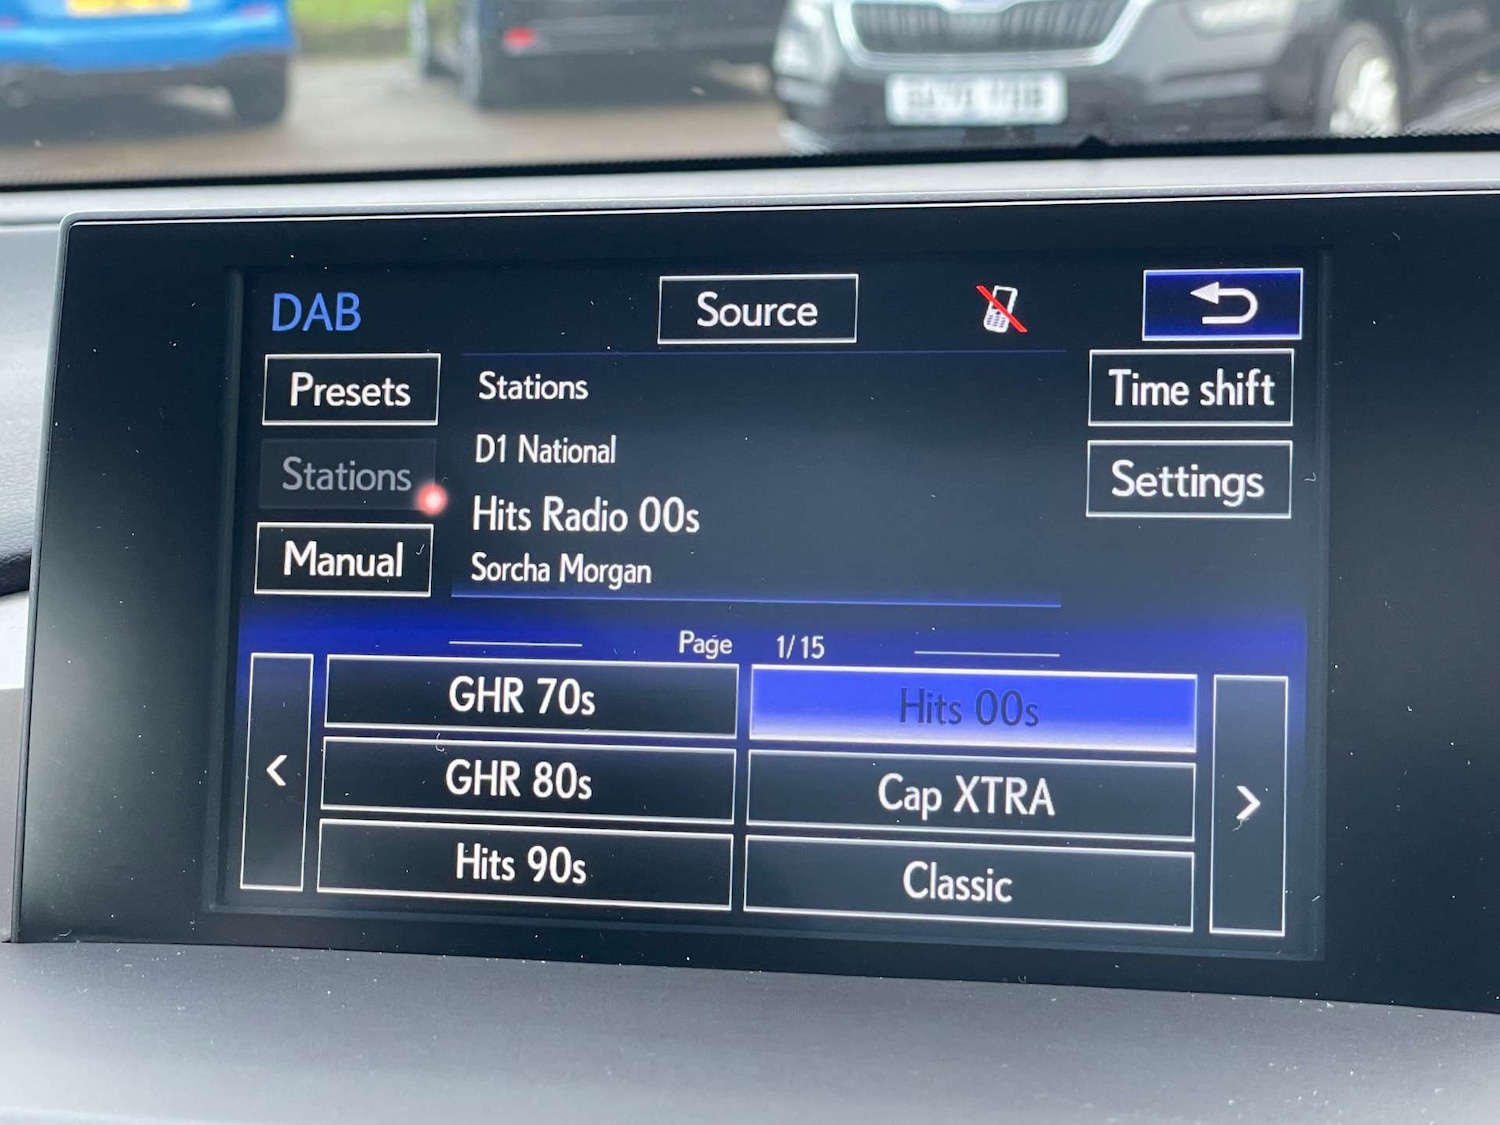 DAB
Source
Presets
Stations
Time shift
Stations
D1 National
Settings
Manual
Hits Radio 00s
Sorcha Morgan
Page 1/15
GHR 70s
Hits 00s
GHR 80s
Cap XTRA
Hits 90s
Classic